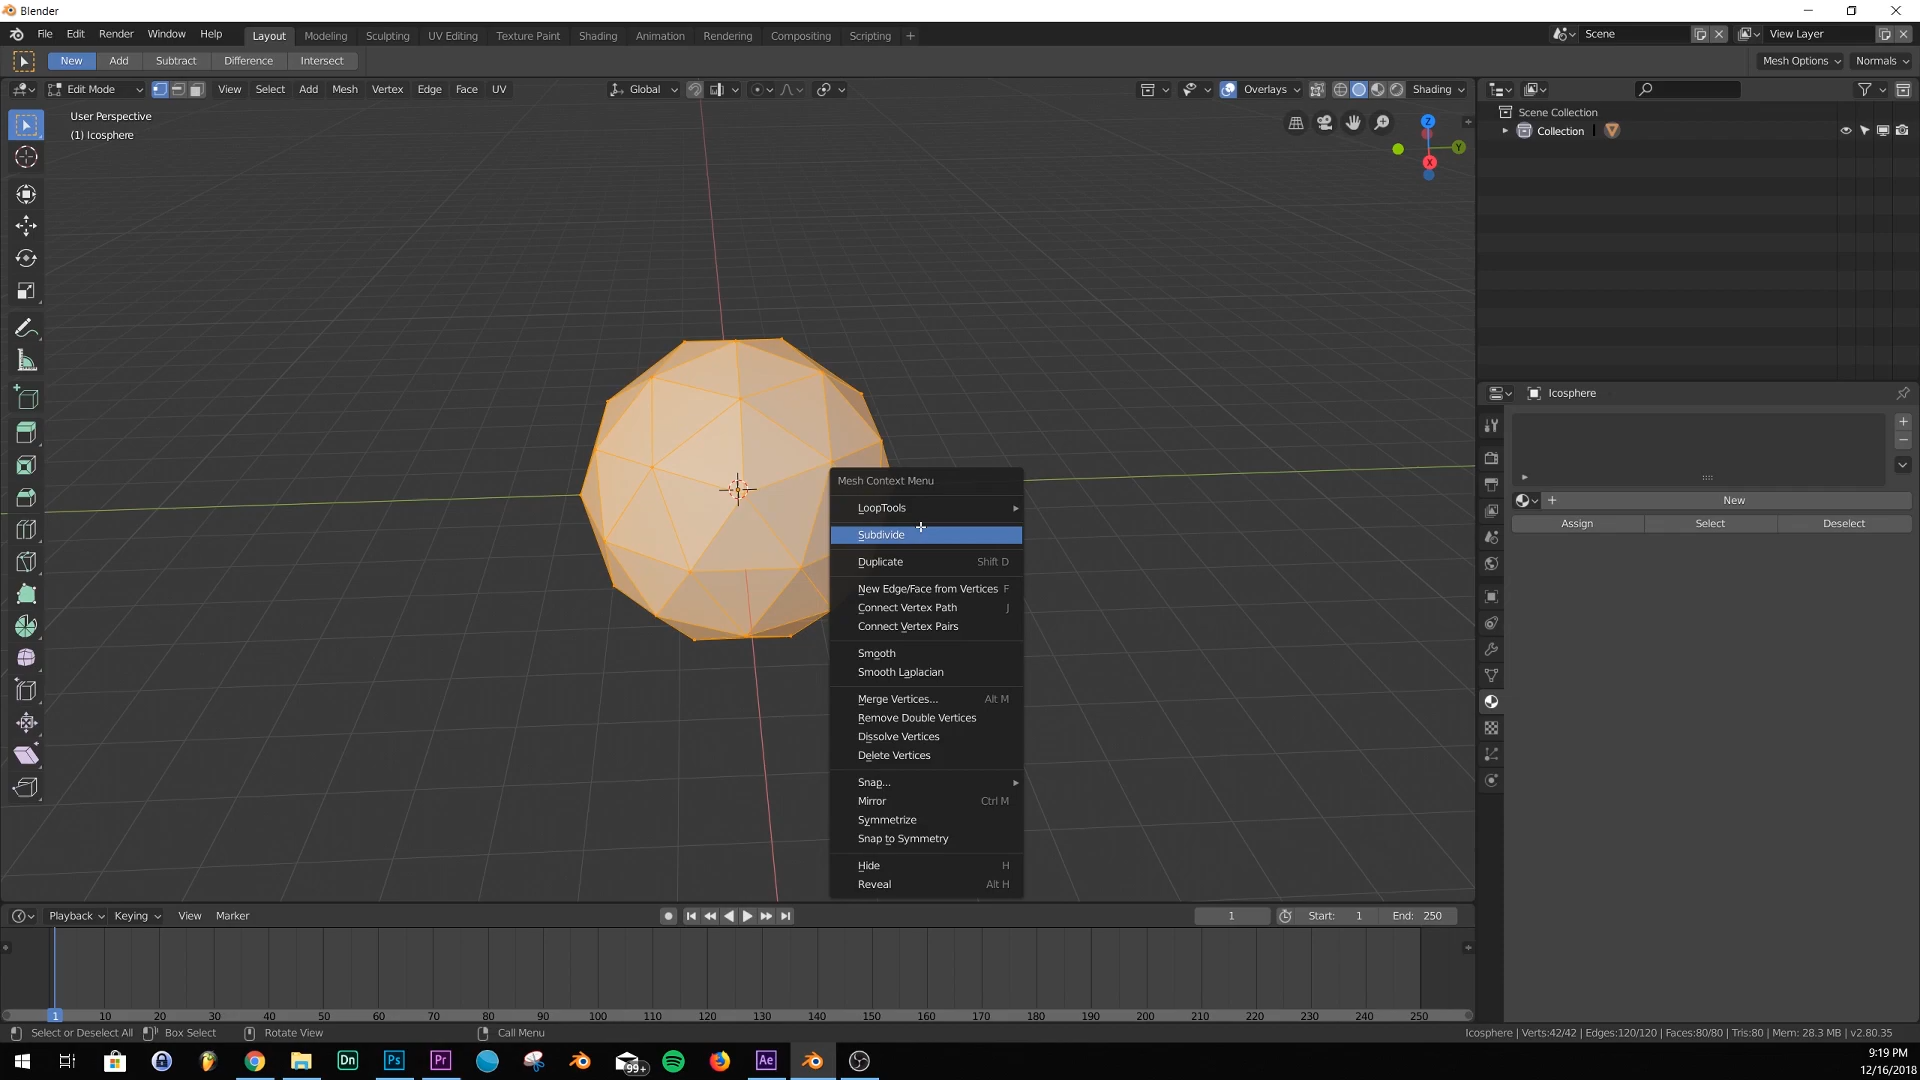 Blender
File Edit Render Window Help Layout Modeling Sculpting UV Editing Texture Paint Shading Animation Rendering Compositing Scripting + Scene View Layer
New Add Subtract Difference Intersect Mesh Options Normals
Edit Mode View Select Add Mesh Vertex Edge Face UV Global Overlays Shading
User Perspective
(1) Icosphere
Z
Y
X
Scene Collection
Collection
Icosphere
New
Assign Select Deselect
Mesh Context Menu
LoopTools
Subdivide
Duplicate Shift D
New Edge/Face from Vertices F
Connect Vertex Path J
Connect Vertex Pairs
Smooth
Smooth Laplacian
Merge Vertices... Alt M
Remove Double Vertices
Dissolve Vertices
Delete Vertices
Snap...
Mirror Ctrl M
Symmetrize
Snap to Symmetry
Hide H
Reveal Alt H
Playback Keying View Marker 1 Start: 1 End: 250
1 10 20 30 40 50 60 70 80 90 100 110 120 130 140 150 160 170 180 190 200 210 220 230 240 250
Select or Deselect All Box Select Rotate View Call Menu Icosphere | Verts:42/42 | Edges:120/120 | Faces:80/80 | Tris:80 | Mem: 28.3 MB | v2.80.35
Dn Ps Pr 99+ Ae
9:19 PM
12/16/2018